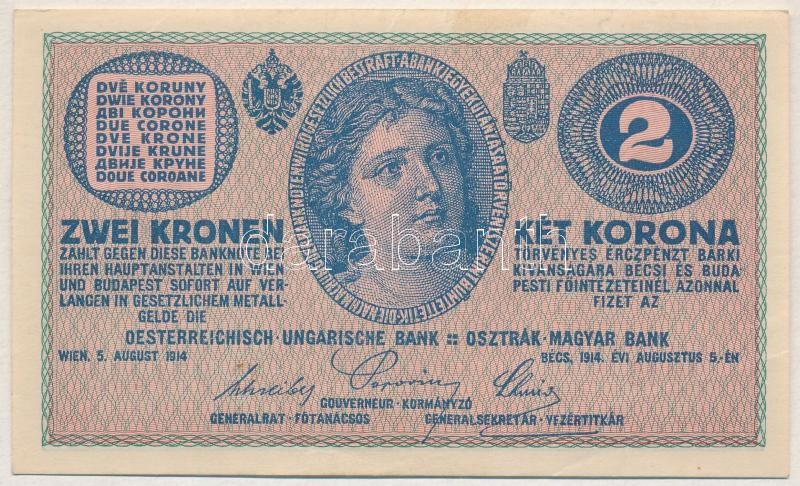 DVĚ KORUNY
DWIE KORONY
ДВІ КОРОНИ
DUE CORONE
DVE KRONE
DVIJE KRUNE
ДВИЈЕ КРУНЕ
DOUE COROANE
2
ZWEI KRONEN
ZAHLT GEGEN DIESE BANKNOTE BEI
IHREN HAUPTANSTALTEN IN WIEN
UND BUDAPEST SOFORT AUF VER-
LANGEN IN GESETZLICHEM METALL-
GELDE DIE
KÉT KORONA
TÖRVÉNYES ÉRCZPÉNZT BÁRKI
KIVÁNSÁGÁRA BÉCSI ÉS BUDA-
PESTI FŐINTÉZETEINÉL AZONNAL
FIZET AZ
darabanth
OESTERREICHISCH-UNGARISCHE BANK :: OSZTRÁK-MAGYAR BANK
WIEN, 5. AUGUST 1914
BÉCS, 1914. ÉVI AUGUSZTUS 5.-ÉN
GOUVERNEUR · KORMÁNYZÓ
GENERALRAT · FŐTANÁCSOS
GENERALSEKRETÄR · VEZÉRTITKÁR